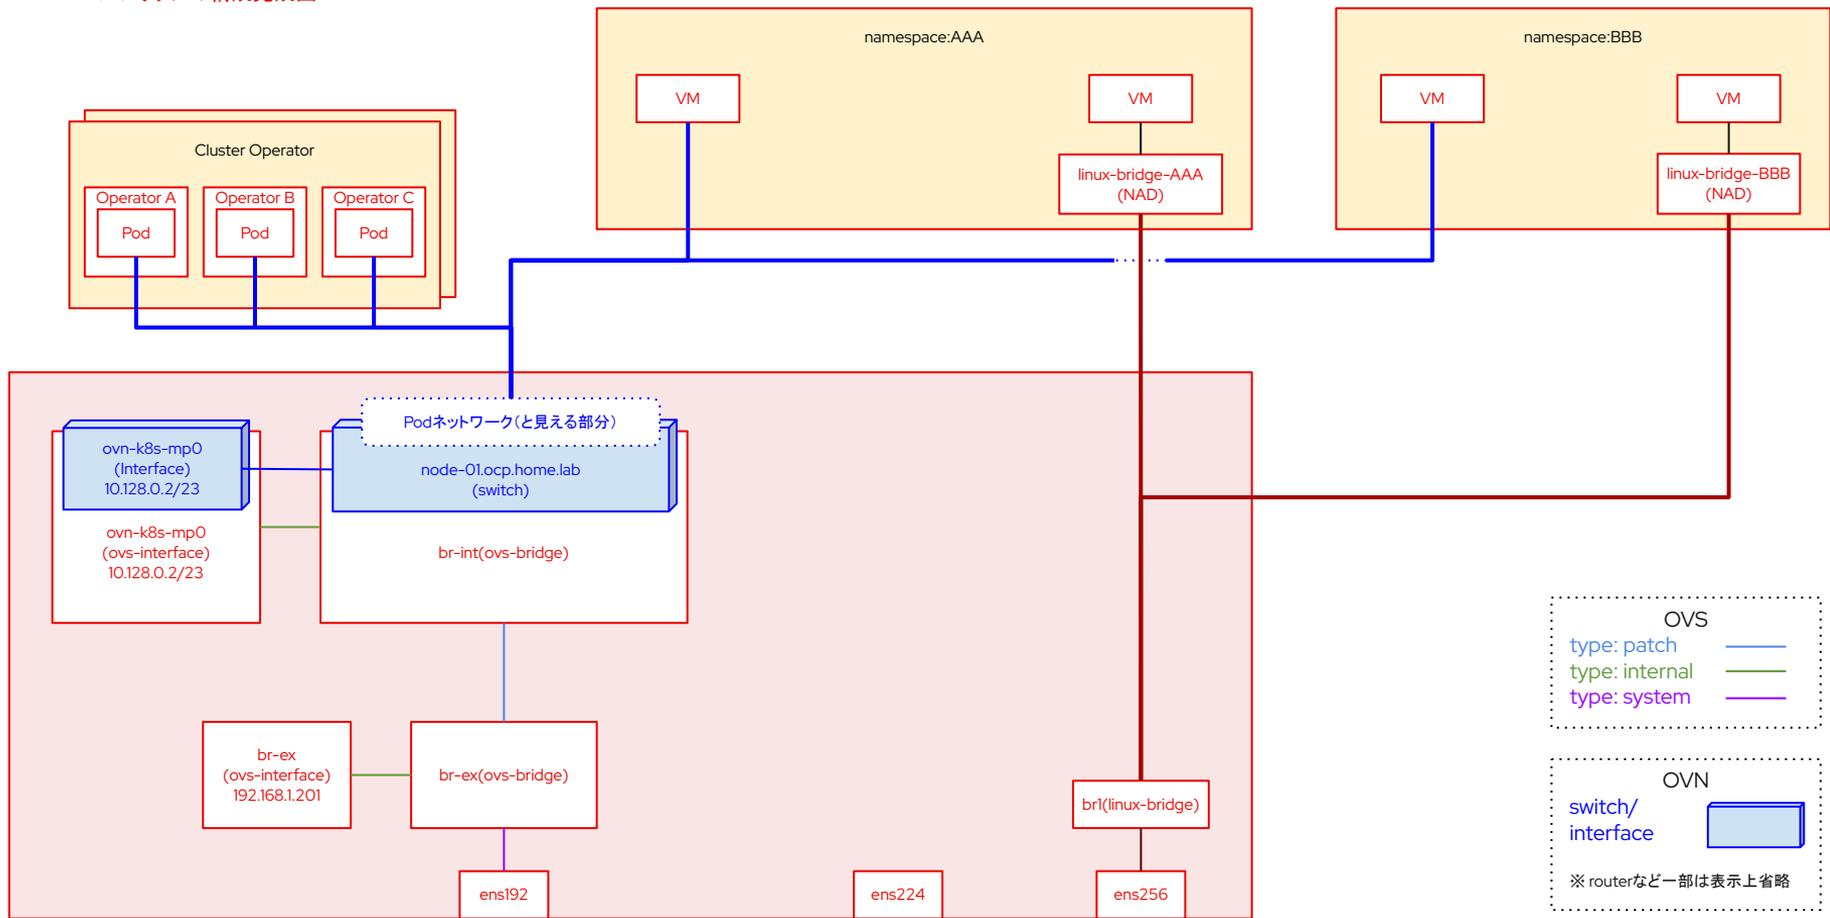 namespace:AAA
namespace:BBB
VM
VM
VM
VM
linux-bridge-AAA
(NAD)
linux-bridge-BBB
(NAD)
Cluster Operator
Operator A
Operator B
Operator C
Pod
Pod
Pod
Podネットワーク（と見える部分）
ovn-k8s-mp0
(Interface)
10.128.0.2/23
node-01.ocp.home.lab
(switch)
ovn-k8s-mp0
(ovs-interface)
10.128.0.2/23
br-int(ovs-bridge)
br-ex
(ovs-interface)
192.168.1.201
br-ex(ovs-bridge)
br1(linux-bridge)
ens192
ens224
ens256
OVS
type: patch
type: internal
type: system
OVN
switch/
interface
※ routerなど一部は表示上省略